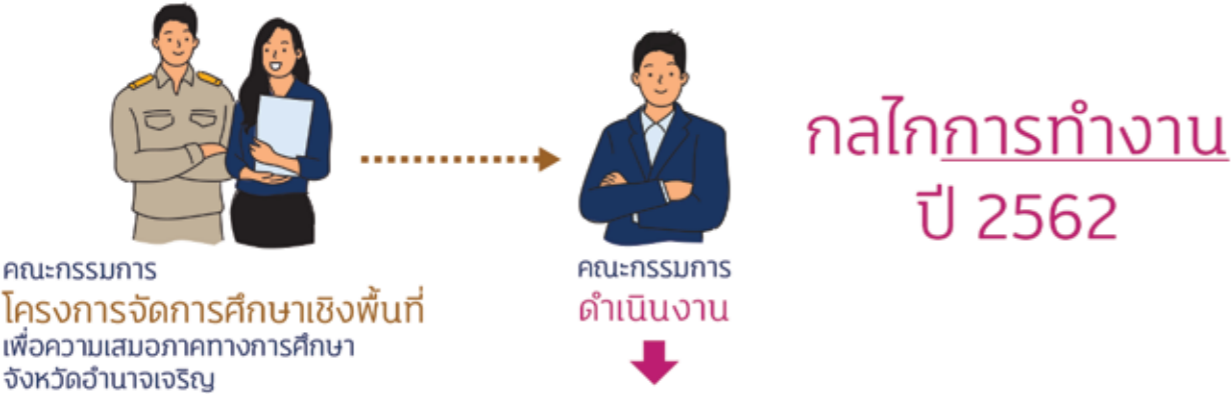 คณะกรรมการ
โครงการจัดการศึกษาเชิงพื้นที่
เพื่อความเสมอภาคทางการศึกษา
จังหวัดอำนาจเจริญ
คณะกรรมการ
ดำเนินงาน
กลไกการทำงาน
ปี 2562